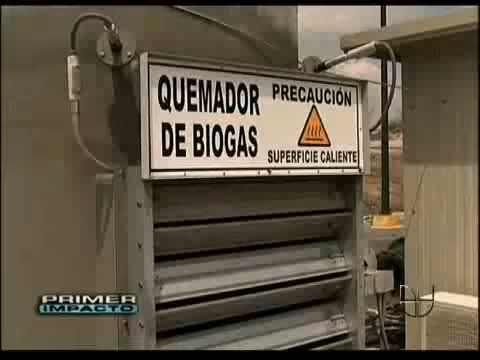 QUEMADOR
DE BIOGAS
PRECAUCIÓN
SUPERFICIE CALIENTE
PRIMER
IMPACTO